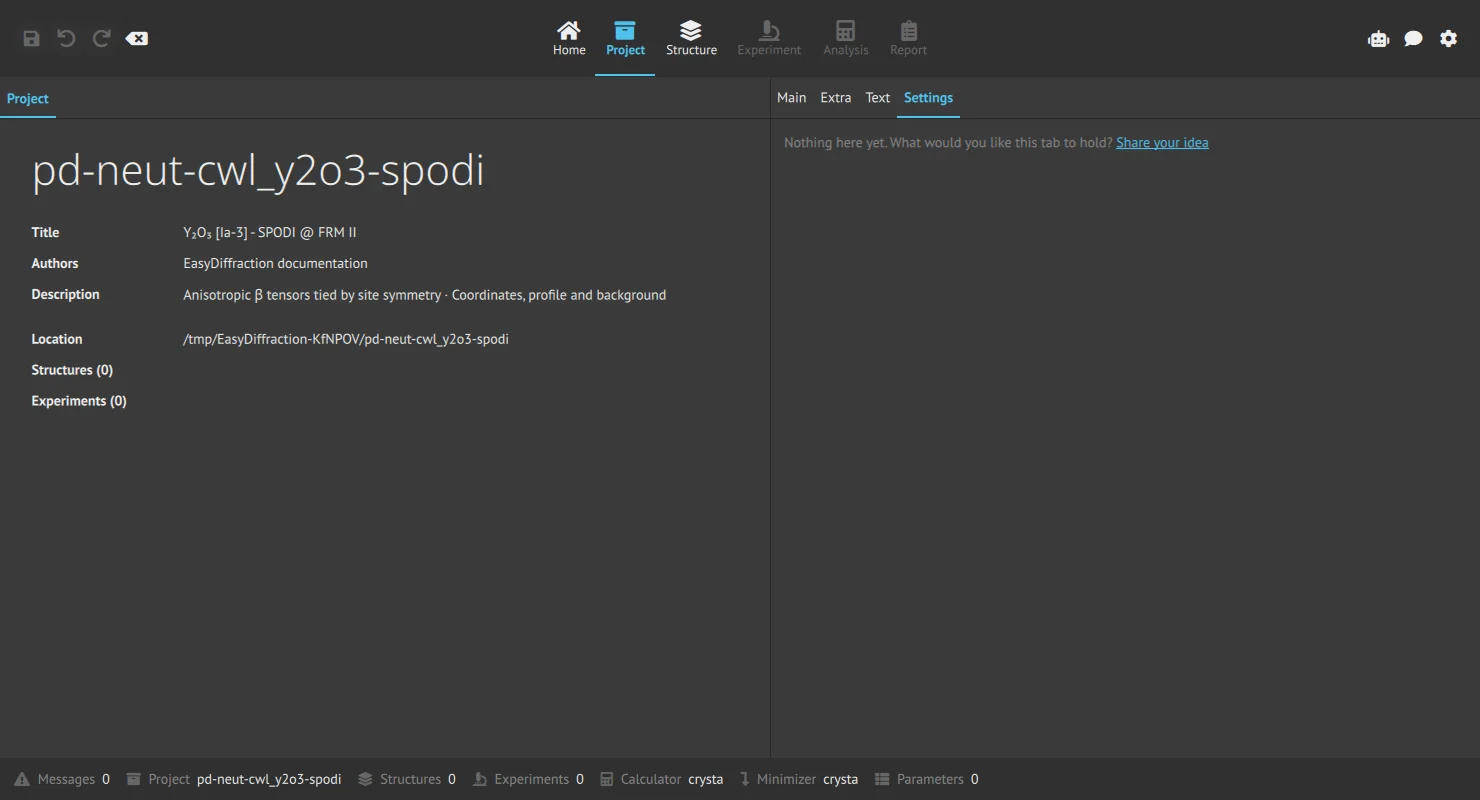 Home Project Structure Experiment Analysis Report
Project
Main Extra Text Settings
Nothing here yet. What would you like this tab to hold? Share your idea
pd-neut-cwl_y2o3-spodi
Title Y₂O₃ [Ia-3] - SPODI @ FRM II
Authors EasyDiffraction documentation
Description Anisotropic β tensors tied by site symmetry · Coordinates, profile and background
Location /tmp/EasyDiffraction-KfNPOV/pd-neut-cwl_y2o3-spodi
Structures (0)
Experiments (0)
Messages 0 Project pd-neut-cwl_y2o3-spodi Structures 0 Experiments 0 Calculator crysta Minimizer crysta Parameters 0